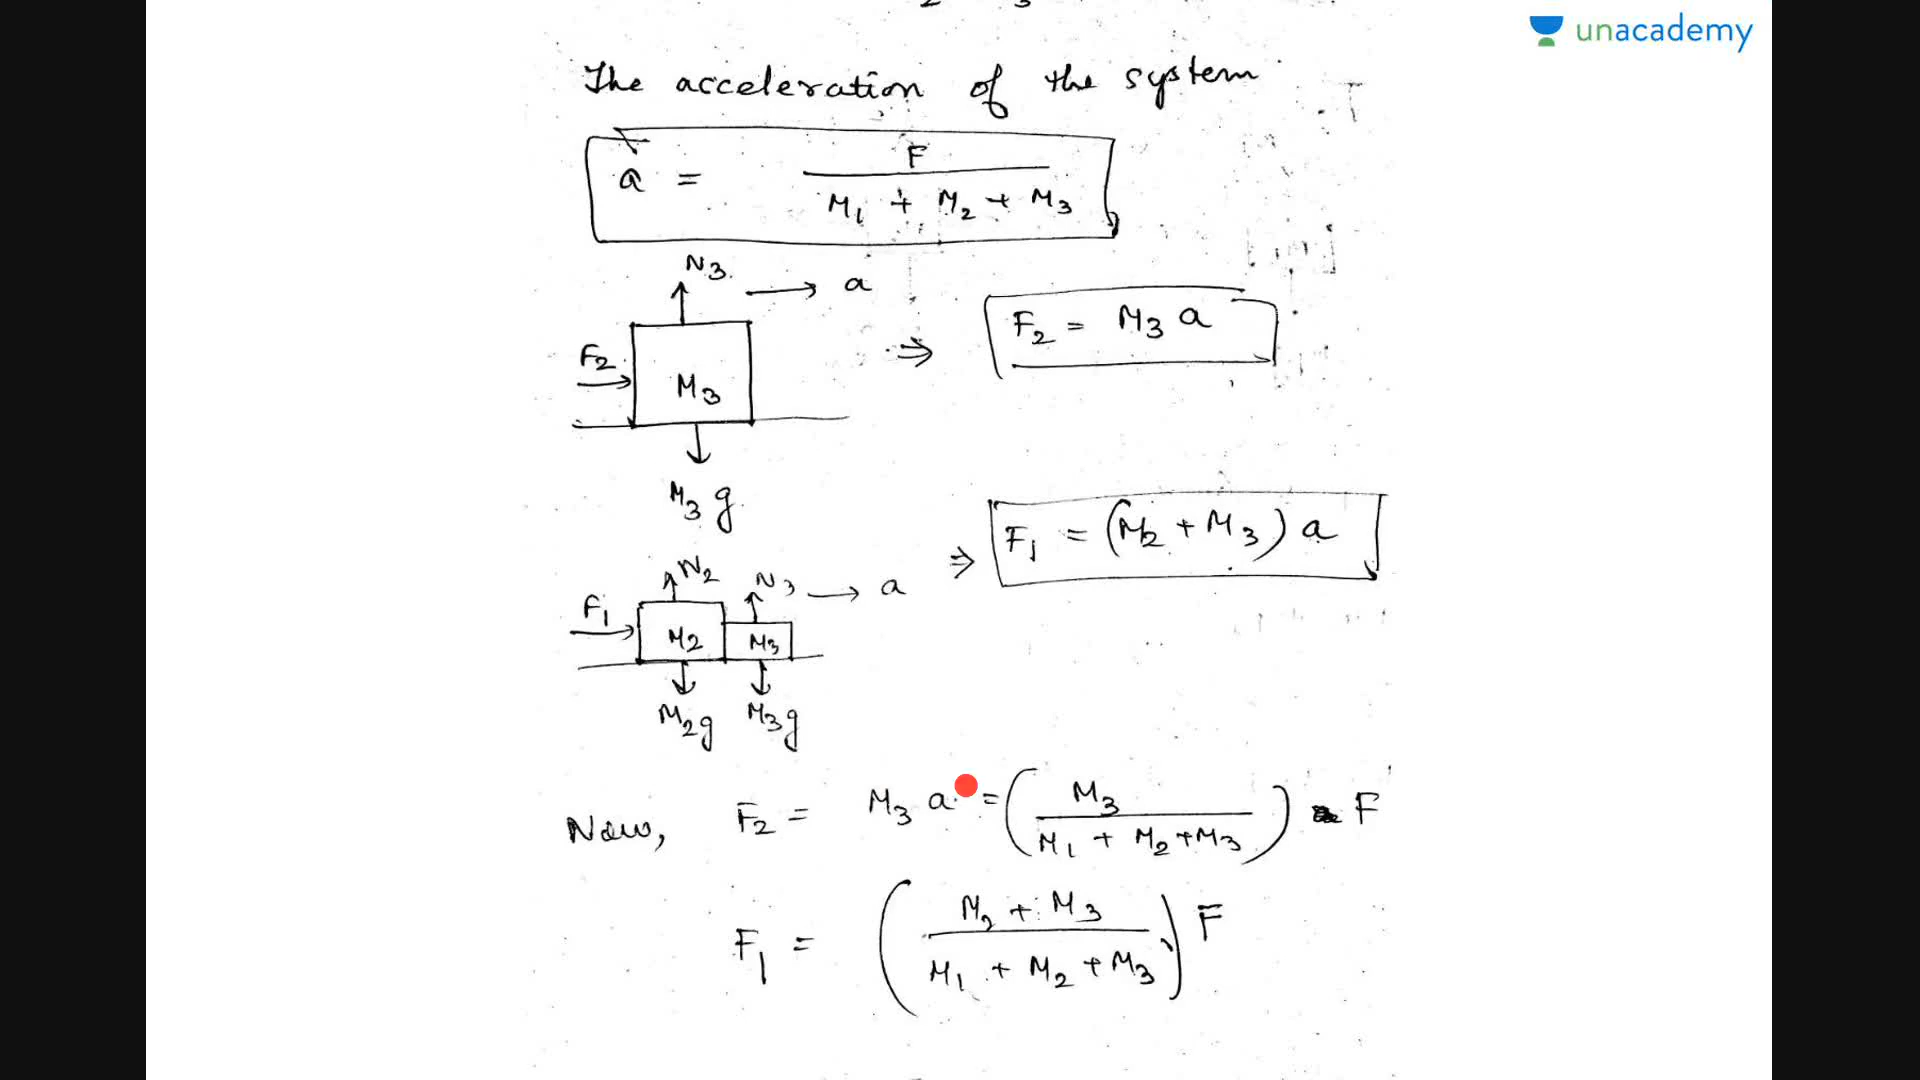 unacademy
The acceleration of the system
a = F / (M₁ + M₂ + M₃)
N₃
→ a
F₂
M₃
⇒ F₂ = M₃ a
M₃ g
⇒ F₁ = (M₂ + M₃) a
N₂
N₃ → a
F₁
M₂
M₃
M₂g
M₃g
Now, F₂ = M₃ a = (M₃ / (M₁ + M₂ + M₃)) F
F₁ = ((M₂ + M₃) / (M₁ + M₂ + M₃)) F